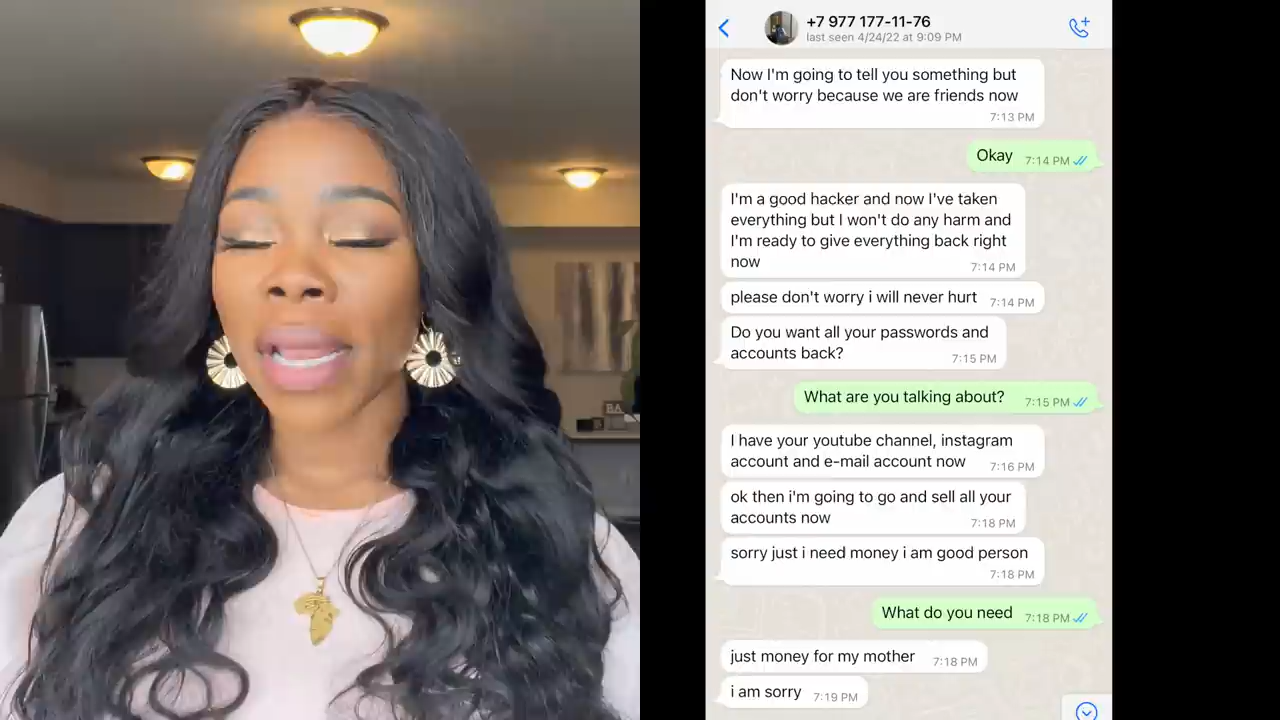 +7 977 177-11-76
last seen 4/24/22 at 9:09 PM
Now I'm going to tell you something but
don't worry because we are friends now
7:13 PM
Okay 7:14 PM
I'm a good hacker and now I've taken
everything but I won't do any harm and
I'm ready to give everything back right
now 7:14 PM
please don't worry i will never hurt 7:14 PM
Do you want all your passwords and
accounts back? 7:15 PM
What are you talking about? 7:15 PM
I have your youtube channel, instagram
account and e-mail account now 7:16 PM
ok then i'm going to go and sell all your
accounts now 7:18 PM
sorry just i need money i am good person
7:18 PM
What do you need 7:18 PM
just money for my mother 7:18 PM
i am sorry 7:19 PM